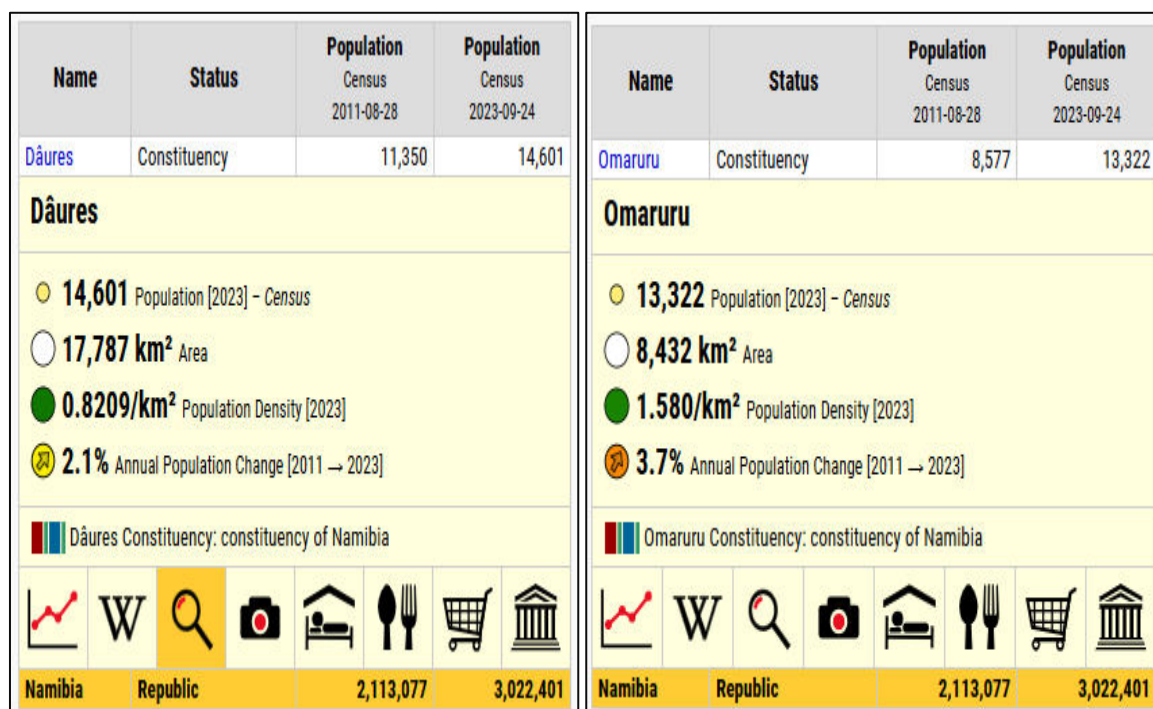 Name Status Population Census 2011-08-28 Population Census 2023-09-24
Dâures Constituency 11,350 14,601
Dâures
14,601 Population [2023] – Census
17,787 km² Area
0.8209/km² Population Density [2023]
2.1% Annual Population Change [2011 → 2023]
Dâures Constituency: constituency of Namibia
W
Namibia Republic 2,113,077 3,022,401
Name Status Population Census 2011-08-28 Population Census 2023-09-24
Omaruru Constituency 8,577 13,322
Omaruru
13,322 Population [2023] – Census
8,432 km² Area
1.580/km² Population Density [2023]
3.7% Annual Population Change [2011 → 2023]
Omaruru Constituency: constituency of Namibia
W
Namibia Republic 2,113,077 3,022,401